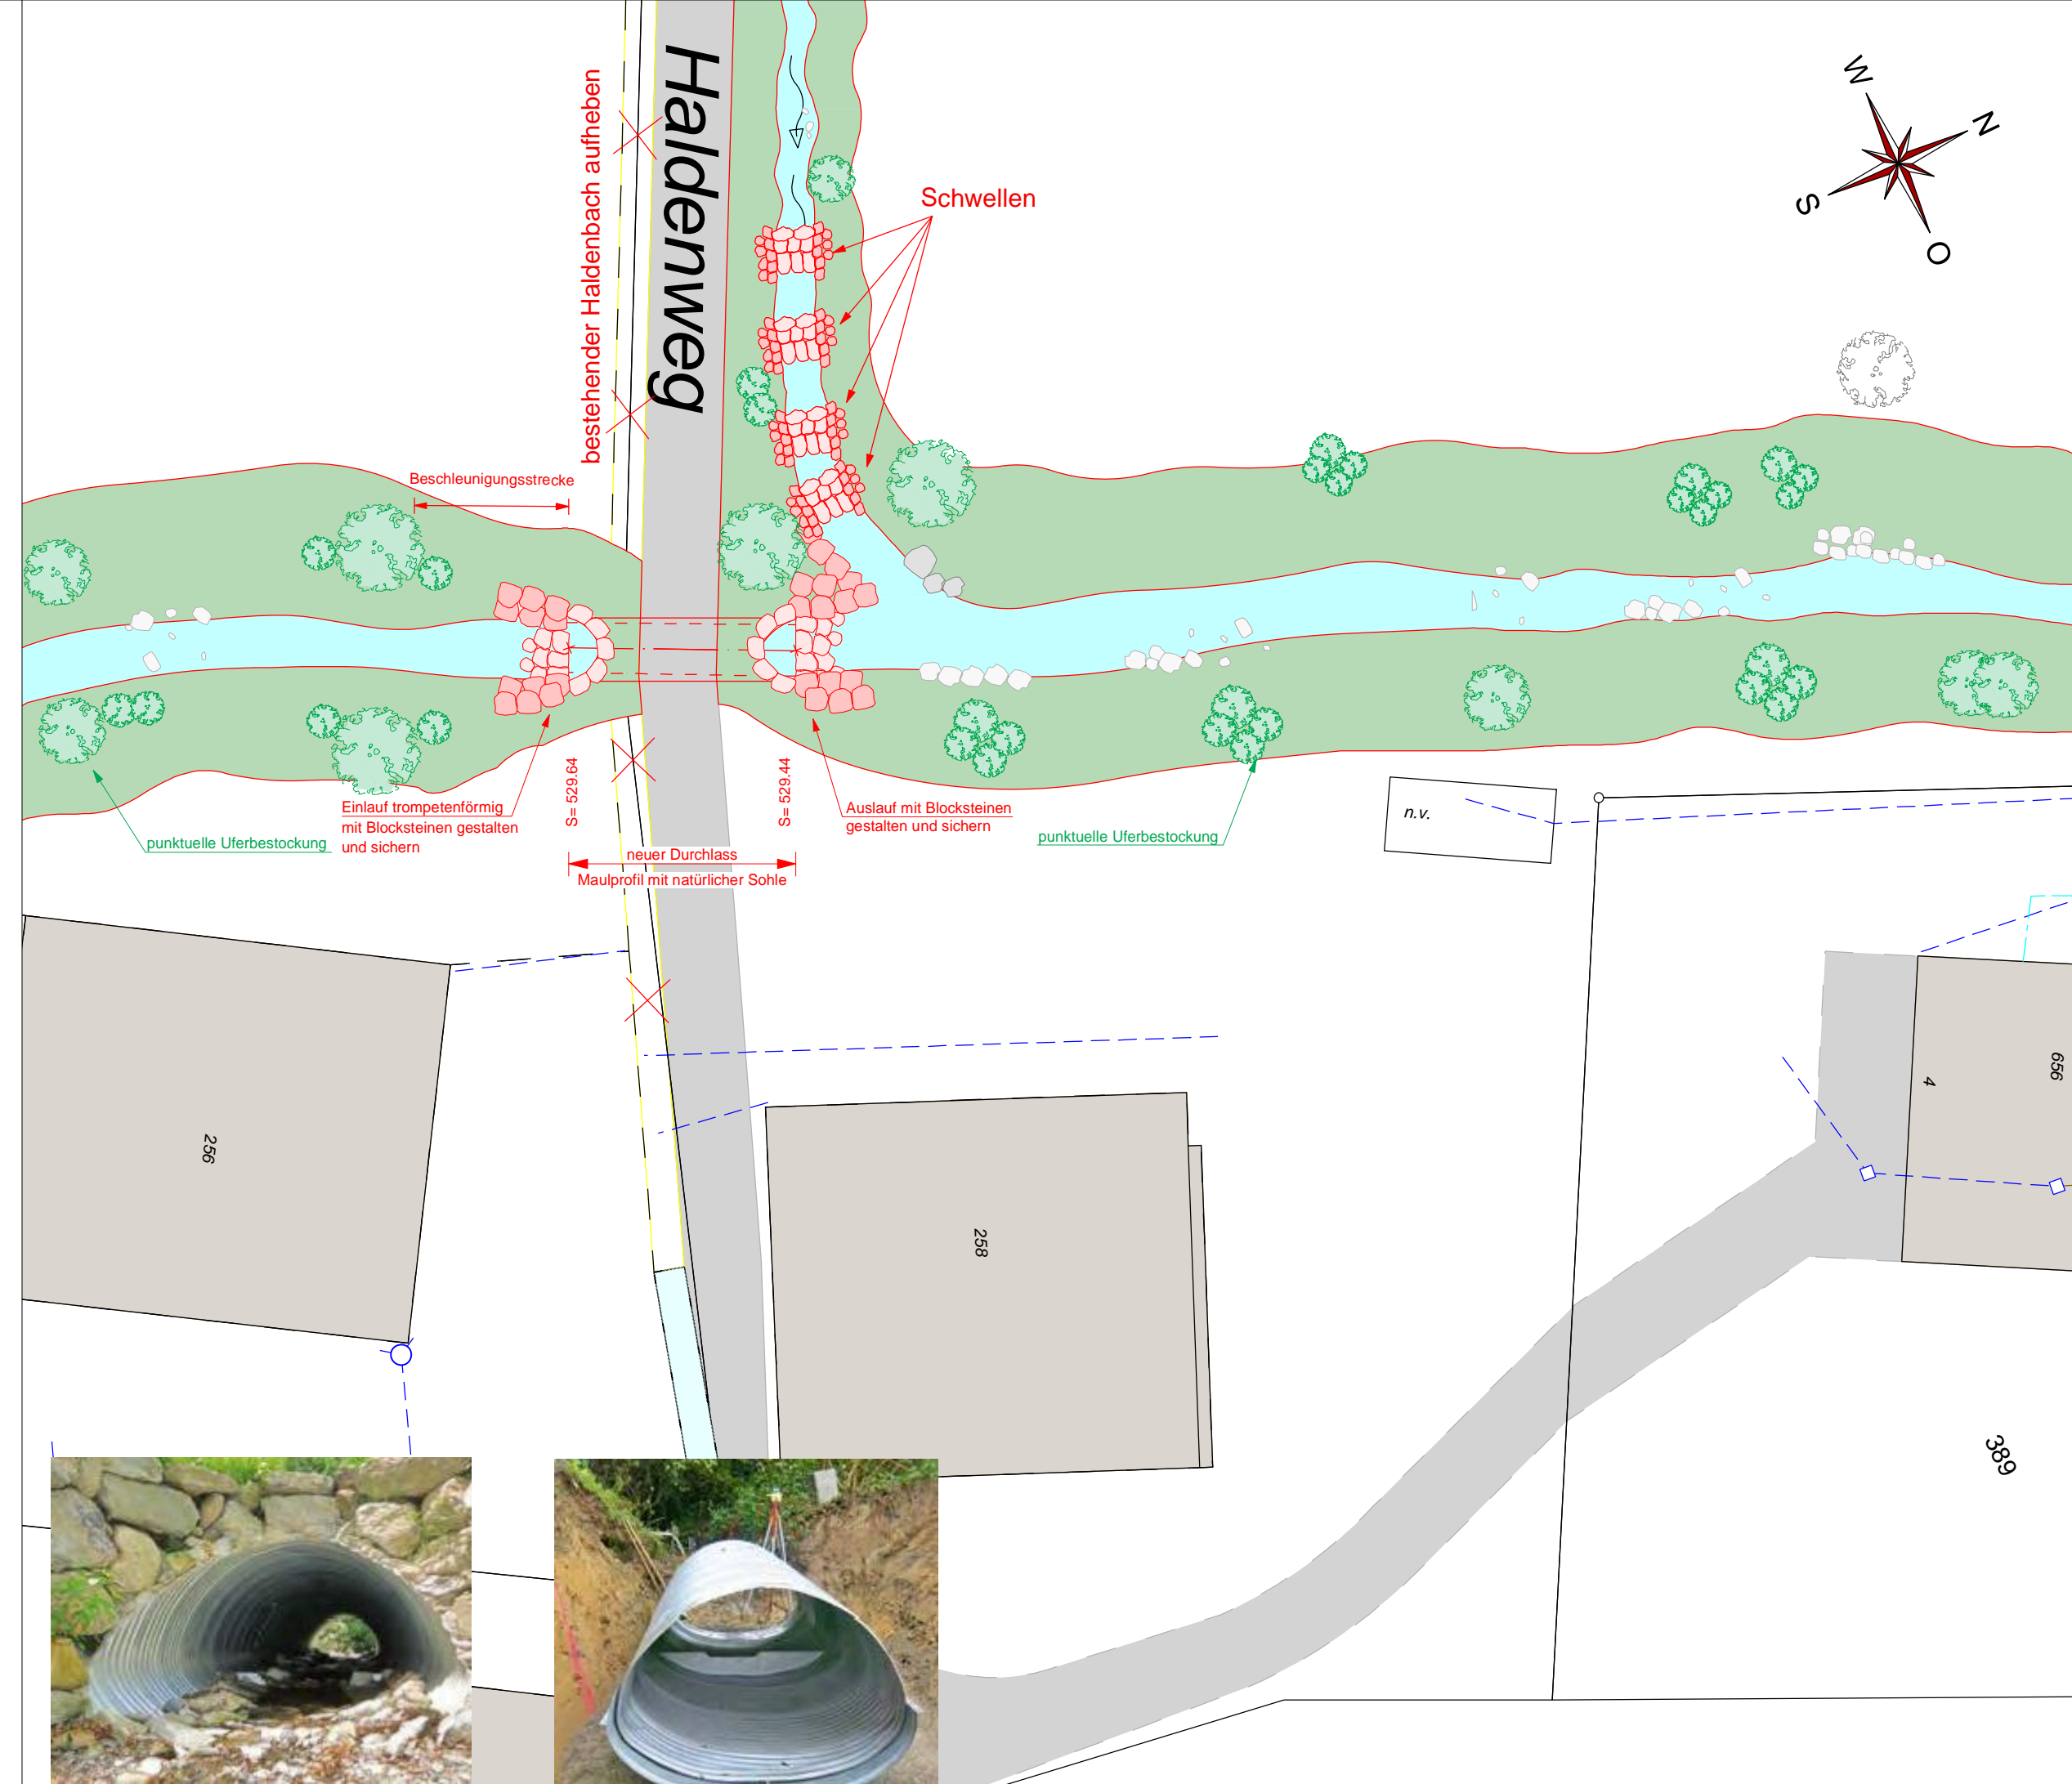 Haldenweg
bestehender Haldenbach aufheben
Schwellen
W
N
S
O
Beschleunigungsstrecke
Einlauf trompetenförmig
mit Blocksteinen gestalten
und sichern
S= 529.64
S= 529.44
Auslauf mit Blocksteinen
gestalten und sichern
punktuelle Uferbestockung
punktuelle Uferbestockung
neuer Durchlass
Maulprofil mit natürlicher Sohle
n.v.
256
258
4
656
389